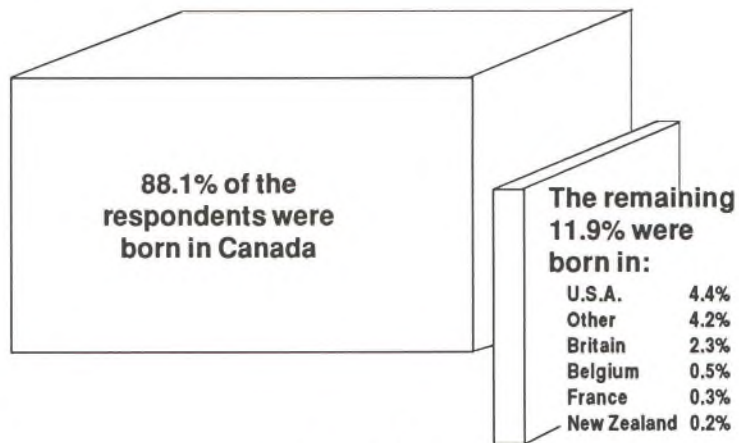 88.1% of the
respondents were
born in Canada
The remaining
11.9% were
born in:
U.S.A. 4.4%
Other 4.2%
Britain 2.3%
Belgium 0.5%
France 0.3%
New Zealand 0.2%